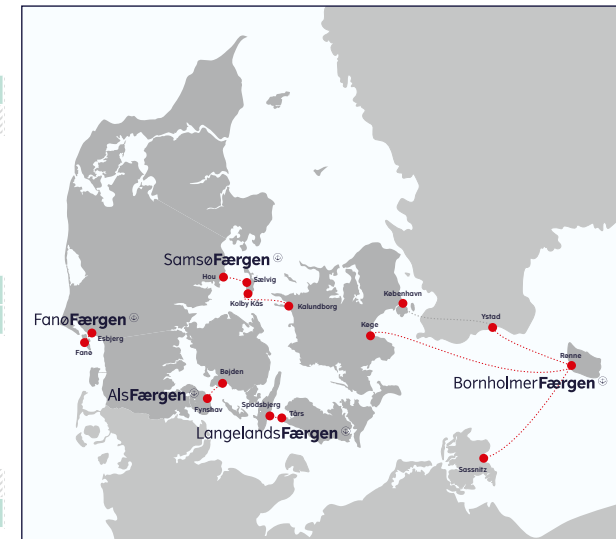 SamsøFærgen
Hou
Sælvig
Kolby Kås
Kalundborg
København
Ystad
Køge
FanøFærgen
Esbjerg
Fanø
Rønne
BornholmerFærgen
Bøjden
AlsFærgen
Fynshav
Spodsbjerg
Tårs
LangelandsFærgen
Sassnitz